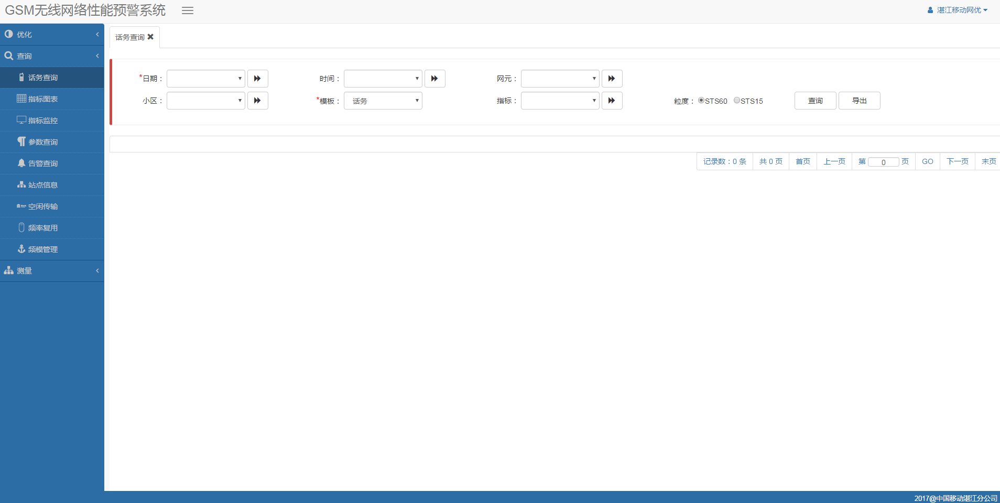 GSM无线网络性能预警系统
湛江移动网优
优化
查询
话务查询
指标图表
指标监控
参数查询
告警查询
站点信息
空闲传输
频率复用
频模管理
测量
话务查询
*日期： 时间： 网元：
小区： *模板： 话务 指标： 粒度： STS60 STS15 查询 导出
记录数：0 条 共 0 页 首页 上一页 第 0 页 GO 下一页 末页
2017@中国移动湛江分公司